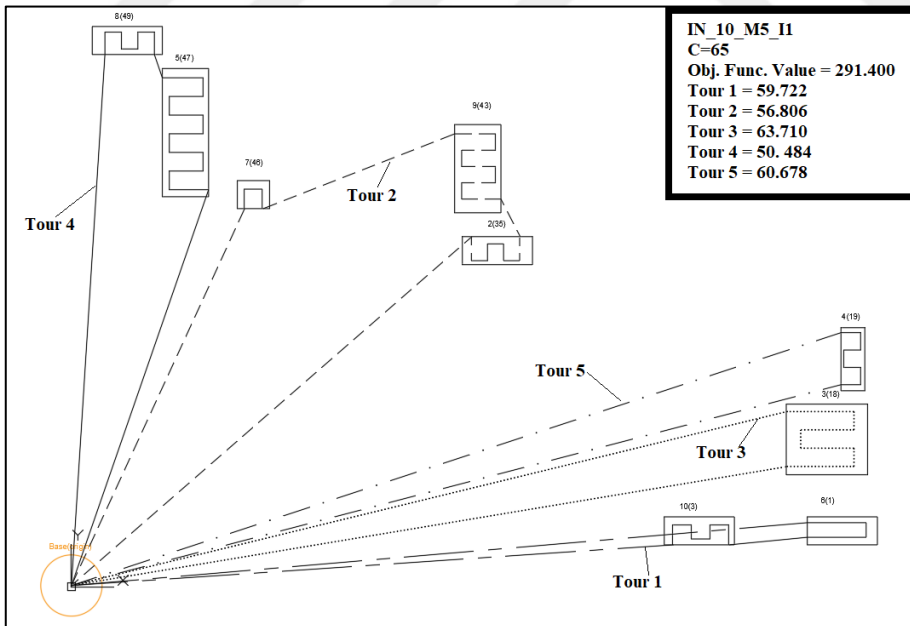 8(49)
IN_10_M5_I1
C=65
Obj. Func. Value = 291.400
Tour 1 = 59.722
Tour 2 = 56.806
Tour 3 = 63.710
Tour 4 = 50. 484
Tour 5 = 60.678
5(47)
9(43)
7(46)
Tour 2
Tour 4
2(35)
4(19)
Tour 5
3(18)
Tour 3
10(3)
6(1)
Y
X
Tour 1